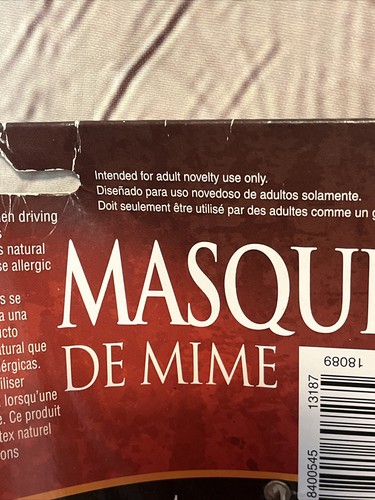 Intended for adult novelty use only.
Diseñado para uso novedoso de adultos solamente.
Doit seulement être utilisé par des adultes comme un
en driving
s natural
se allergic
s se
a una
icto
tural que
érgicas.
iliser
lorsqu'une
e. Ce produit
tex naturel
ons
MASQUE
DE MIME
18089
13187
8400545